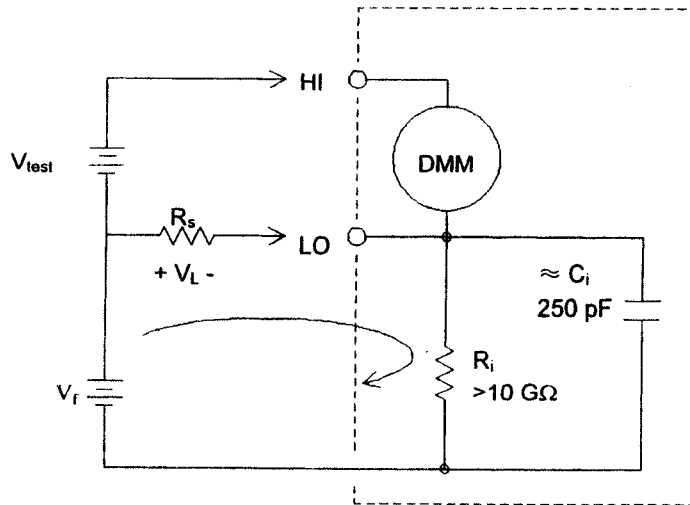 HI
DMM
V_test
R_s
LO
+ V_L -
≈ C_i
250 pF
R_i
>10 GΩ
V_f